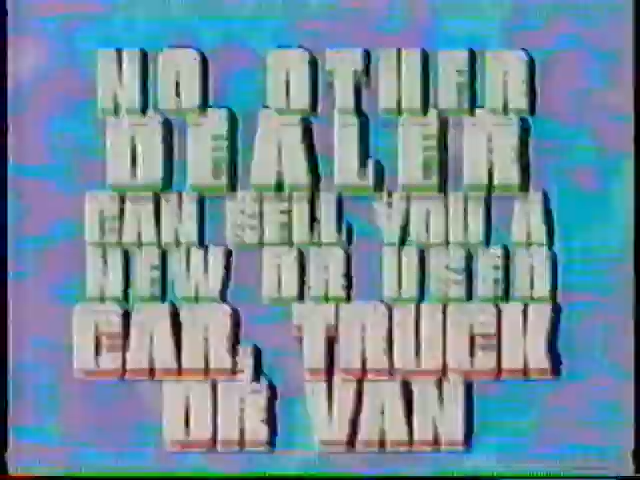 NO OTHER
DEALER
CAN SELL YOU A
NEW OR USED
CAR, TRUCK
OR VAN